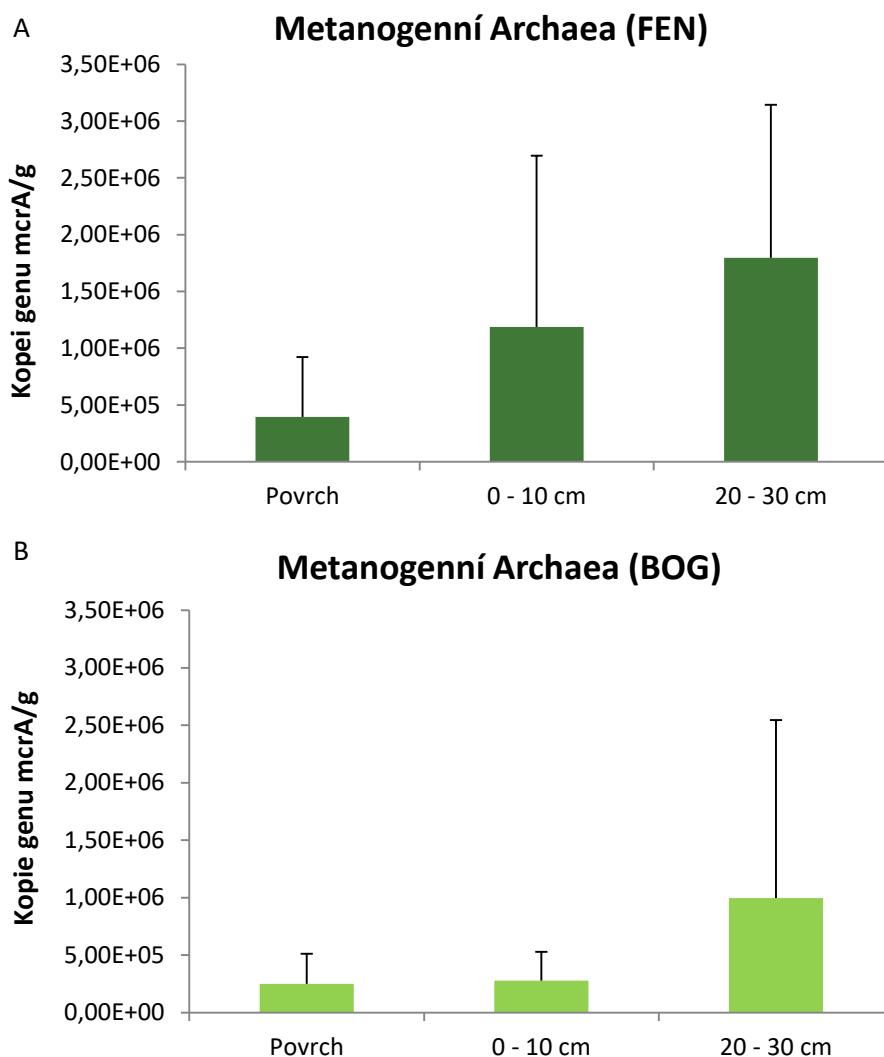 A
Metanogenní Archaea (FEN)
Kopei genu mcrA/g
3,50E+06
3,00E+06
2,50E+06
2,00E+06
1,50E+06
1,00E+06
5,00E+05
0,00E+00
Povrch
0 - 10 cm
20 - 30 cm
B
Metanogenní Archaea (BOG)
Kopie genu mcrA/g
3,50E+06
3,00E+06
2,50E+06
2,00E+06
1,50E+06
1,00E+06
5,00E+05
0,00E+00
Povrch
0 - 10 cm
20 - 30 cm